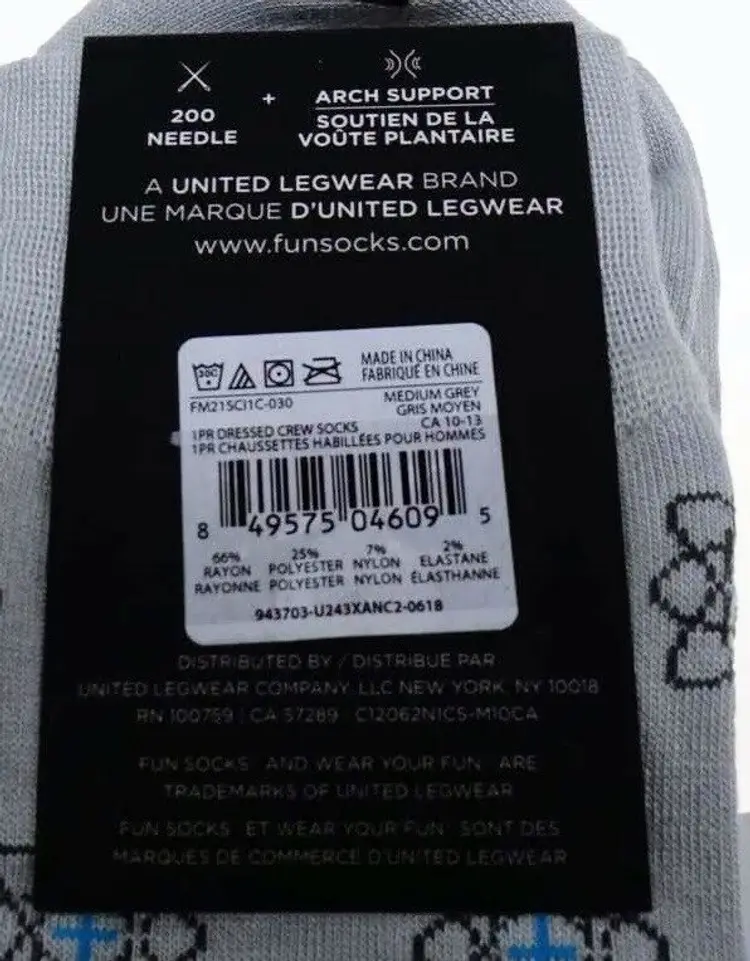 200
NEEDLE
+
ARCH SUPPORT
SOUTIEN DE LA
VOÛTE PLANTAIRE
A UNITED LEGWEAR BRAND
UNE MARQUE D'UNITED LEGWEAR
www.funsocks.com
30C
MADE IN CHINA
FABRIQUÉ EN CHINE
FM215CI1C-030
MEDIUM GREY
GRIS MOYEN
CA 10-13
1PR DRESSED CREW SOCKS
1PR CHAUSSETTES HABILLÉES POUR HOMMES
8 49575 04609 5
66% 25% 7% 2%
RAYON POLYESTER NYLON ELASTANE
RAYONNE POLYESTER NYLON ÉLASTHANNE
943703-U243XANC2-0618
DISTRIBUTED BY / DISTRIBUE PAR
UNITED LEGWEAR COMPANY LLC NEW YORK, NY 10018
RN 100759 | CA 57289 | C12062NICS-M10CA
FUN SOCKS AND WEAR YOUR FUN ARE
TRADEMARKS OF UNITED LEGWEAR
FUN SOCKS ET WEAR YOUR FUN SONT DES
MARQUES DE COMMERCE D'UNITED LEGWEAR